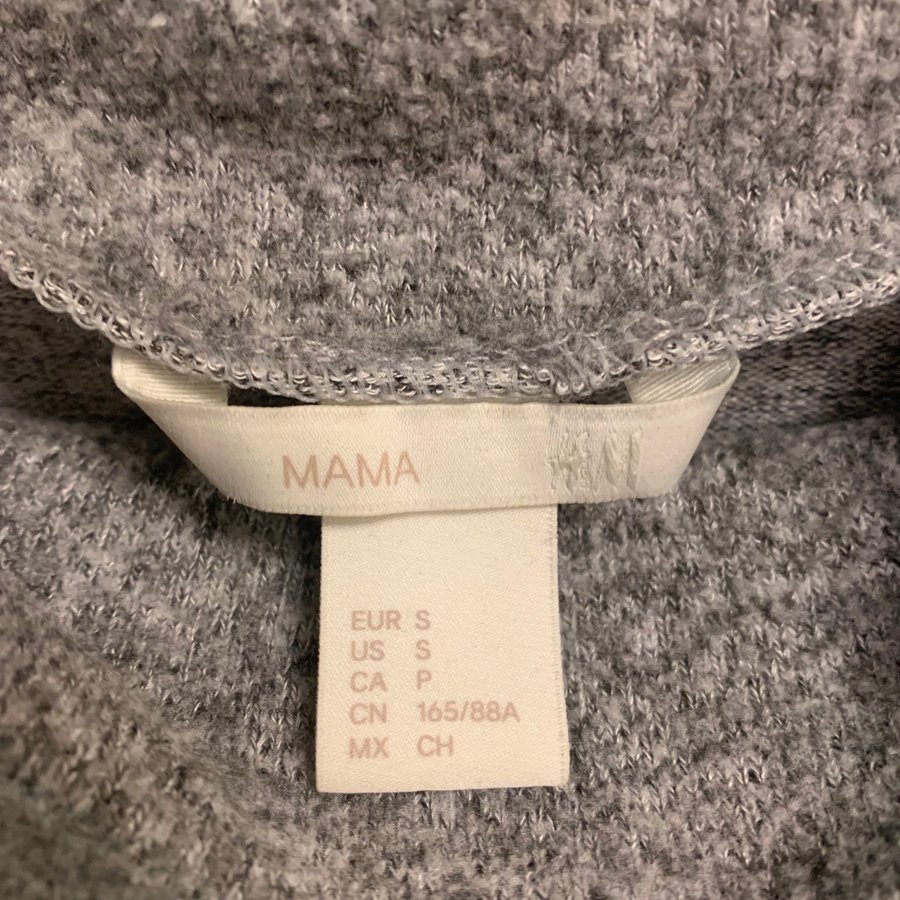 MAMA H&M
EUR S
US S
CA P
CN 165/88A
MX CH